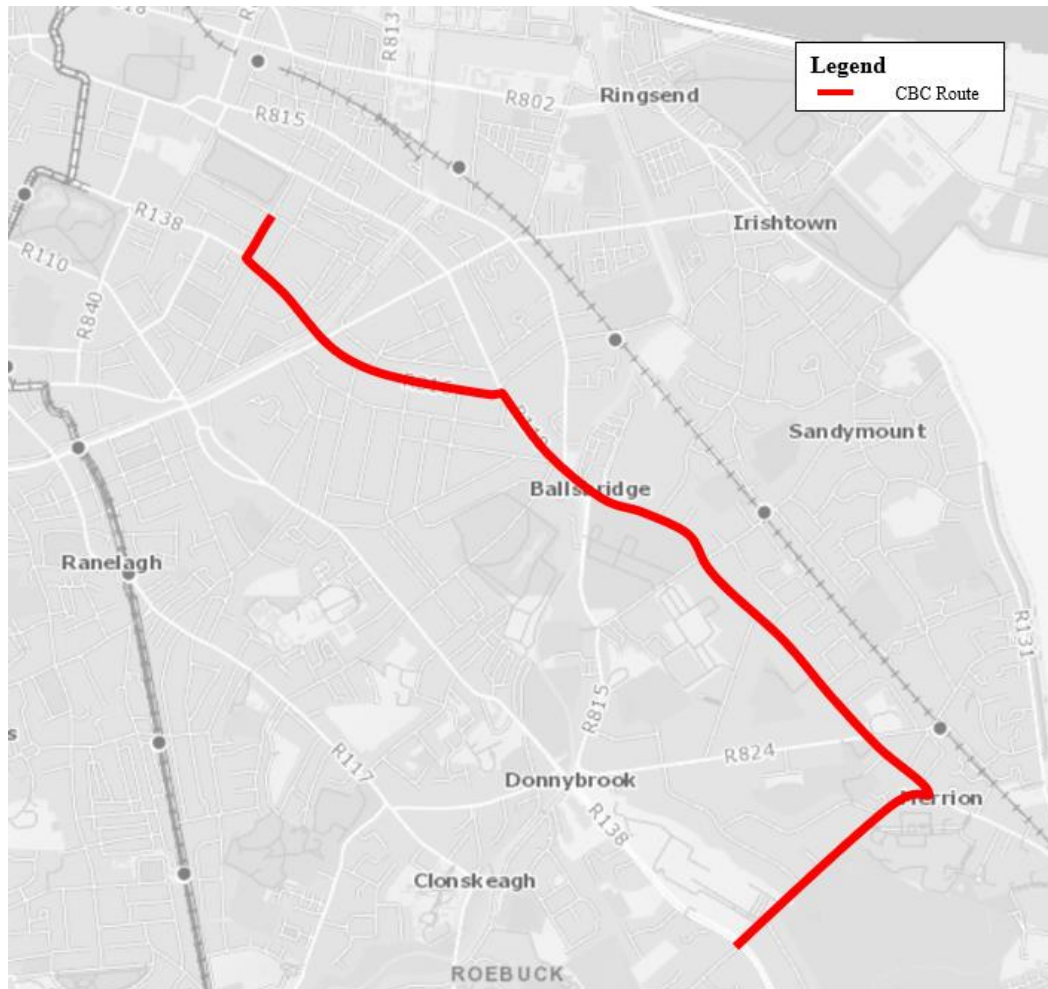 R813
Legend
CBC Route
R802
Ringsend
R815
R138
Irishtown
R110
R840
Sandymount
Ballsbridge
Ranelagh
R131
R815
R824
Donnybrook
Merrion
R117
R138
Clonskeagh
ROEBUCK